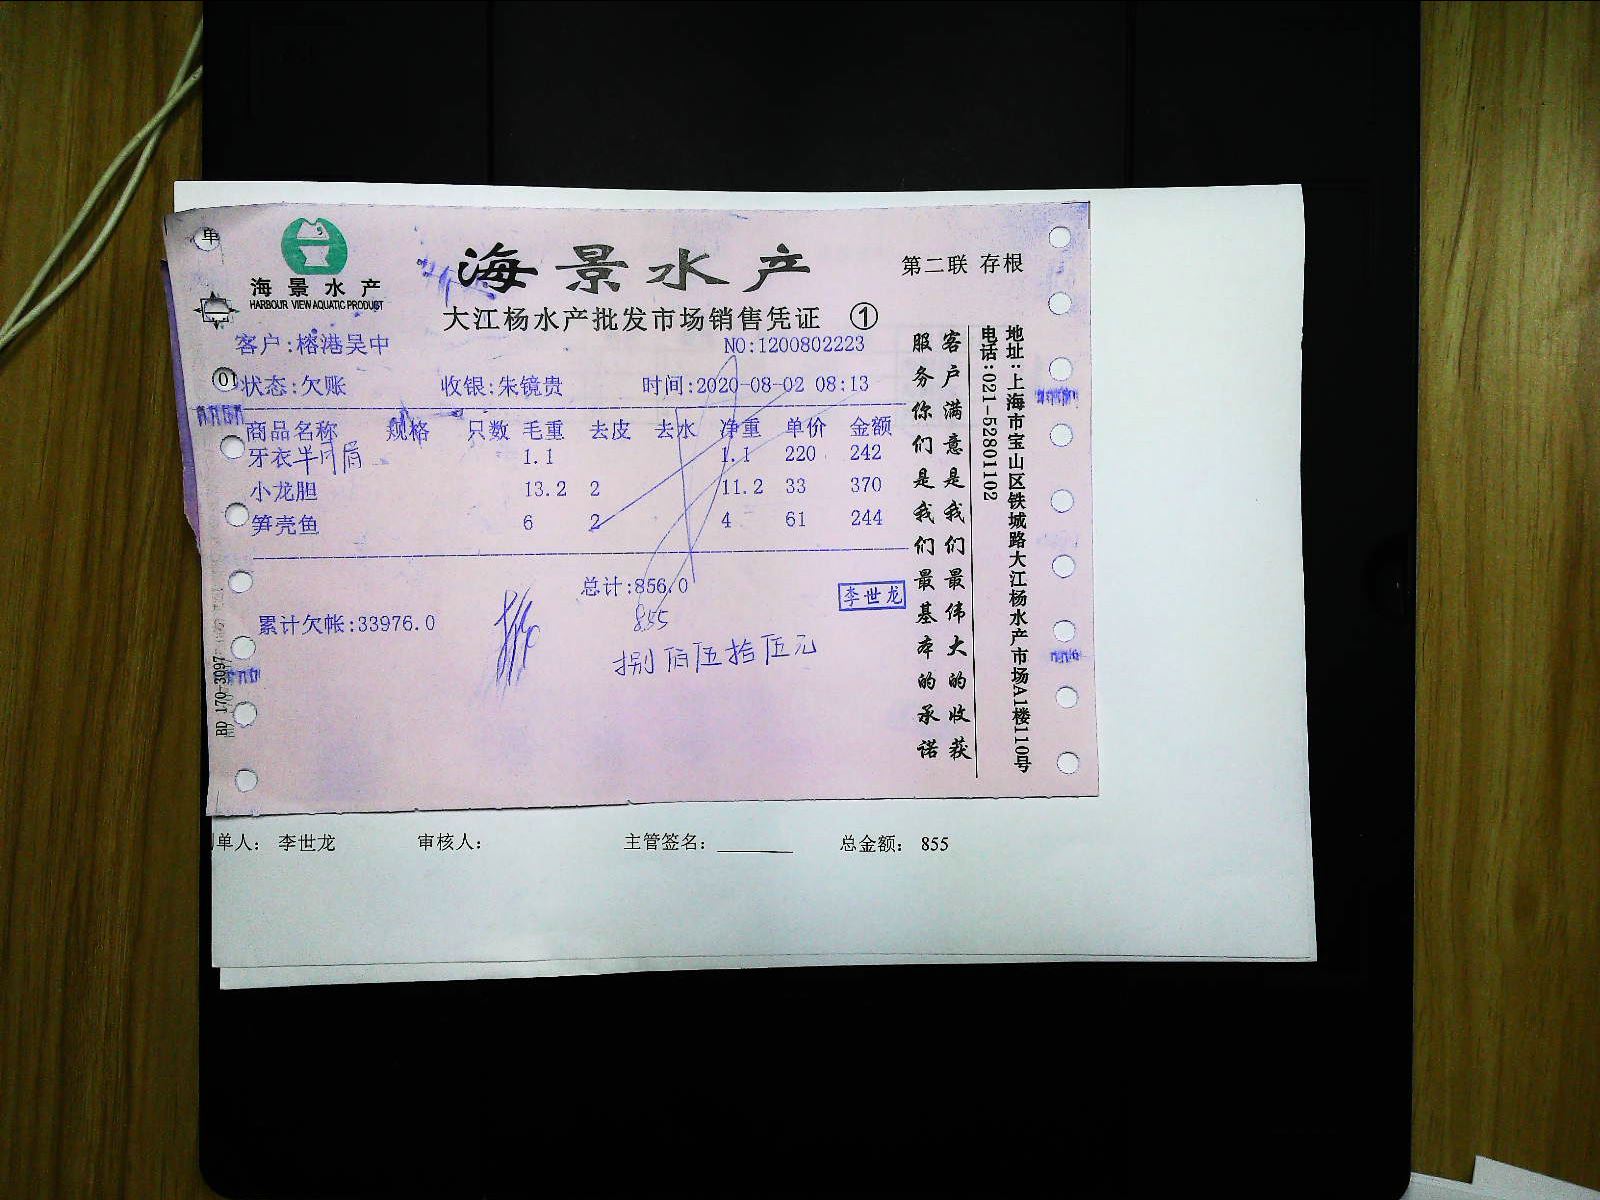 单
海景水产
HARBOUR VIEW AQUATIC PRODUCT
海景水产
第二联 存根
大江杨水产批发市场销售凭证 ①
客户:榕港吴中 NO:1200802223
01
状态:欠账 收银:朱镜贵 时间:2020-08-02 08:13
商品名称 规格 只数 毛重 去皮 去水 净重 单价 金额
牙衣 1.1 1.1 220 242
小龙胆 13.2 2 11.2 33 370
笋壳鱼 6 2 4 61 244
总计:856.0
李世龙
累计欠帐:33976.0
855
捌佰伍拾伍元
BD 170-3097
客户满意是我们最伟大的收获
服务你们是我们最基本的承诺
地址:上海市宝山区铁城路大江杨水产市场A1楼110号
电话:021-52801102
单人: 李世龙 审核人: 主管签名: 总金额: 855